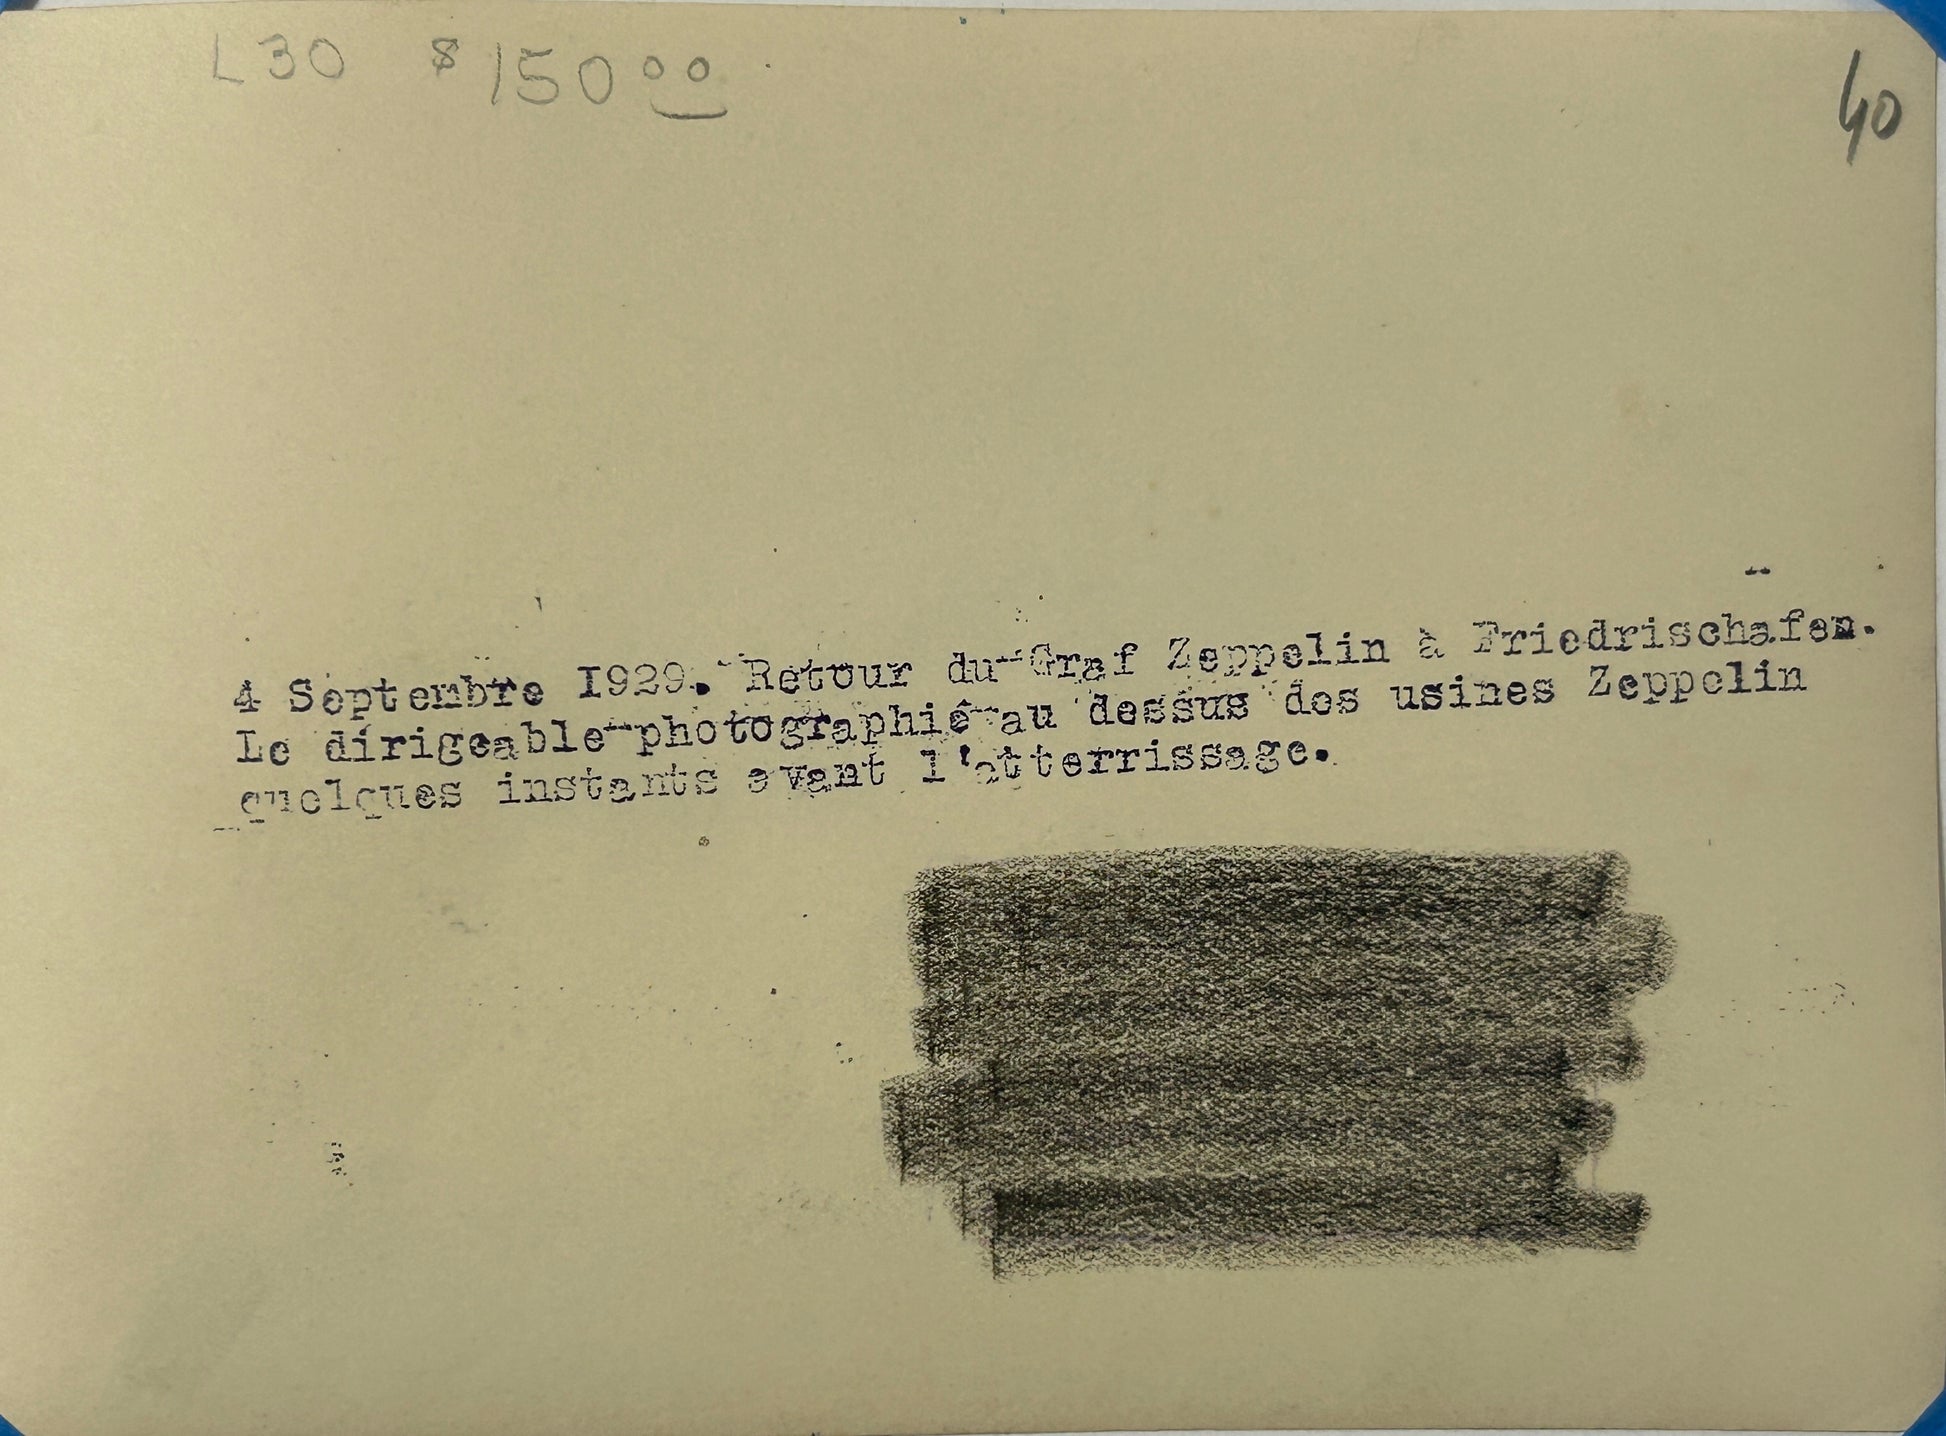 L30 $150 00
40
4 Septembre I929. Retour du Graf Zeppelin à Friedrischafen.
Le dirigeable photographié au dessus des usines Zeppelin
quelques instants avant l'atterrissage.